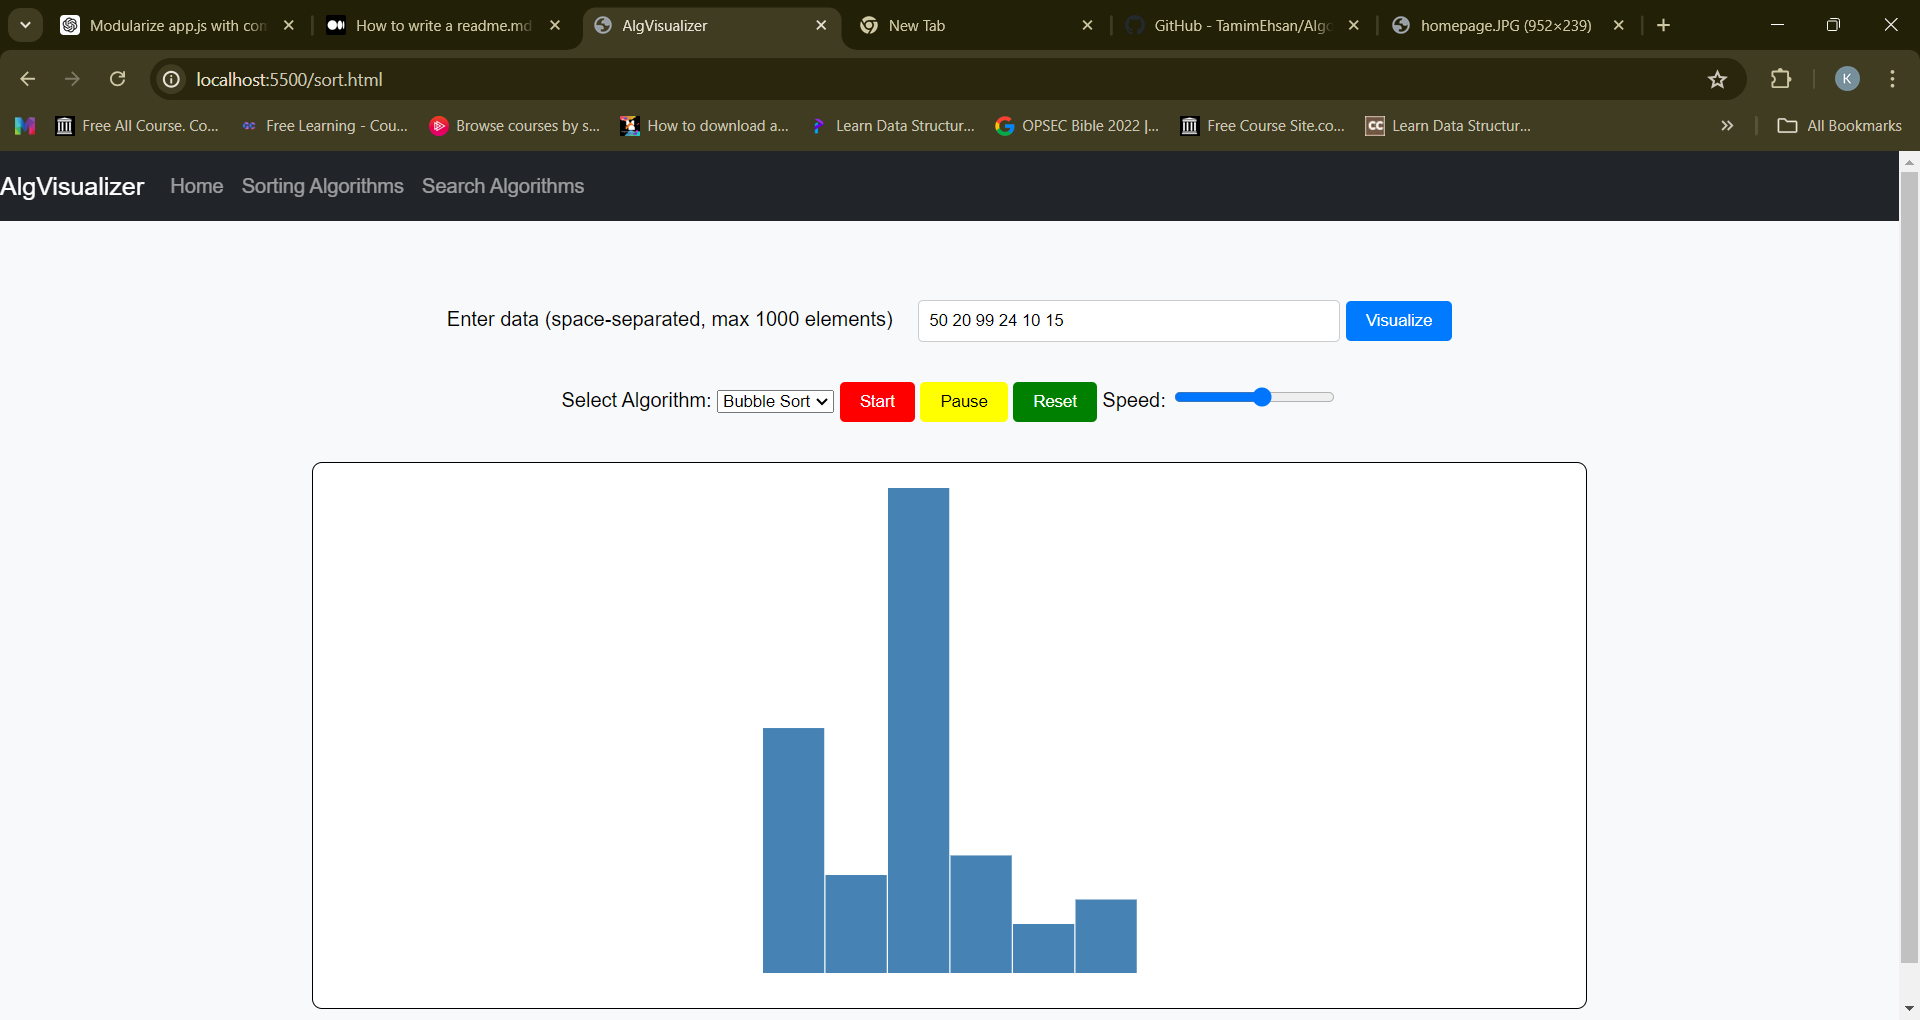 Modularize app.js with con
How to write a readme.md
AlgVisualizer
New Tab
GitHub - TamimEhsan/Algo
homepage.JPG (952×239)
localhost:5500/sort.html
K
Free All Course. Co...
Free Learning - Cou...
Browse courses by s...
How to download a...
Learn Data Structur...
OPSEC Bible 2022 |...
Free Course Site.co...
CC
Learn Data Structur...
All Bookmarks
AlgVisualizer Home Sorting Algorithms Search Algorithms
Enter data (space-separated, max 1000 elements) 50 20 99 24 10 15 Visualize
Select Algorithm: Bubble Sort Start Pause Reset Speed: